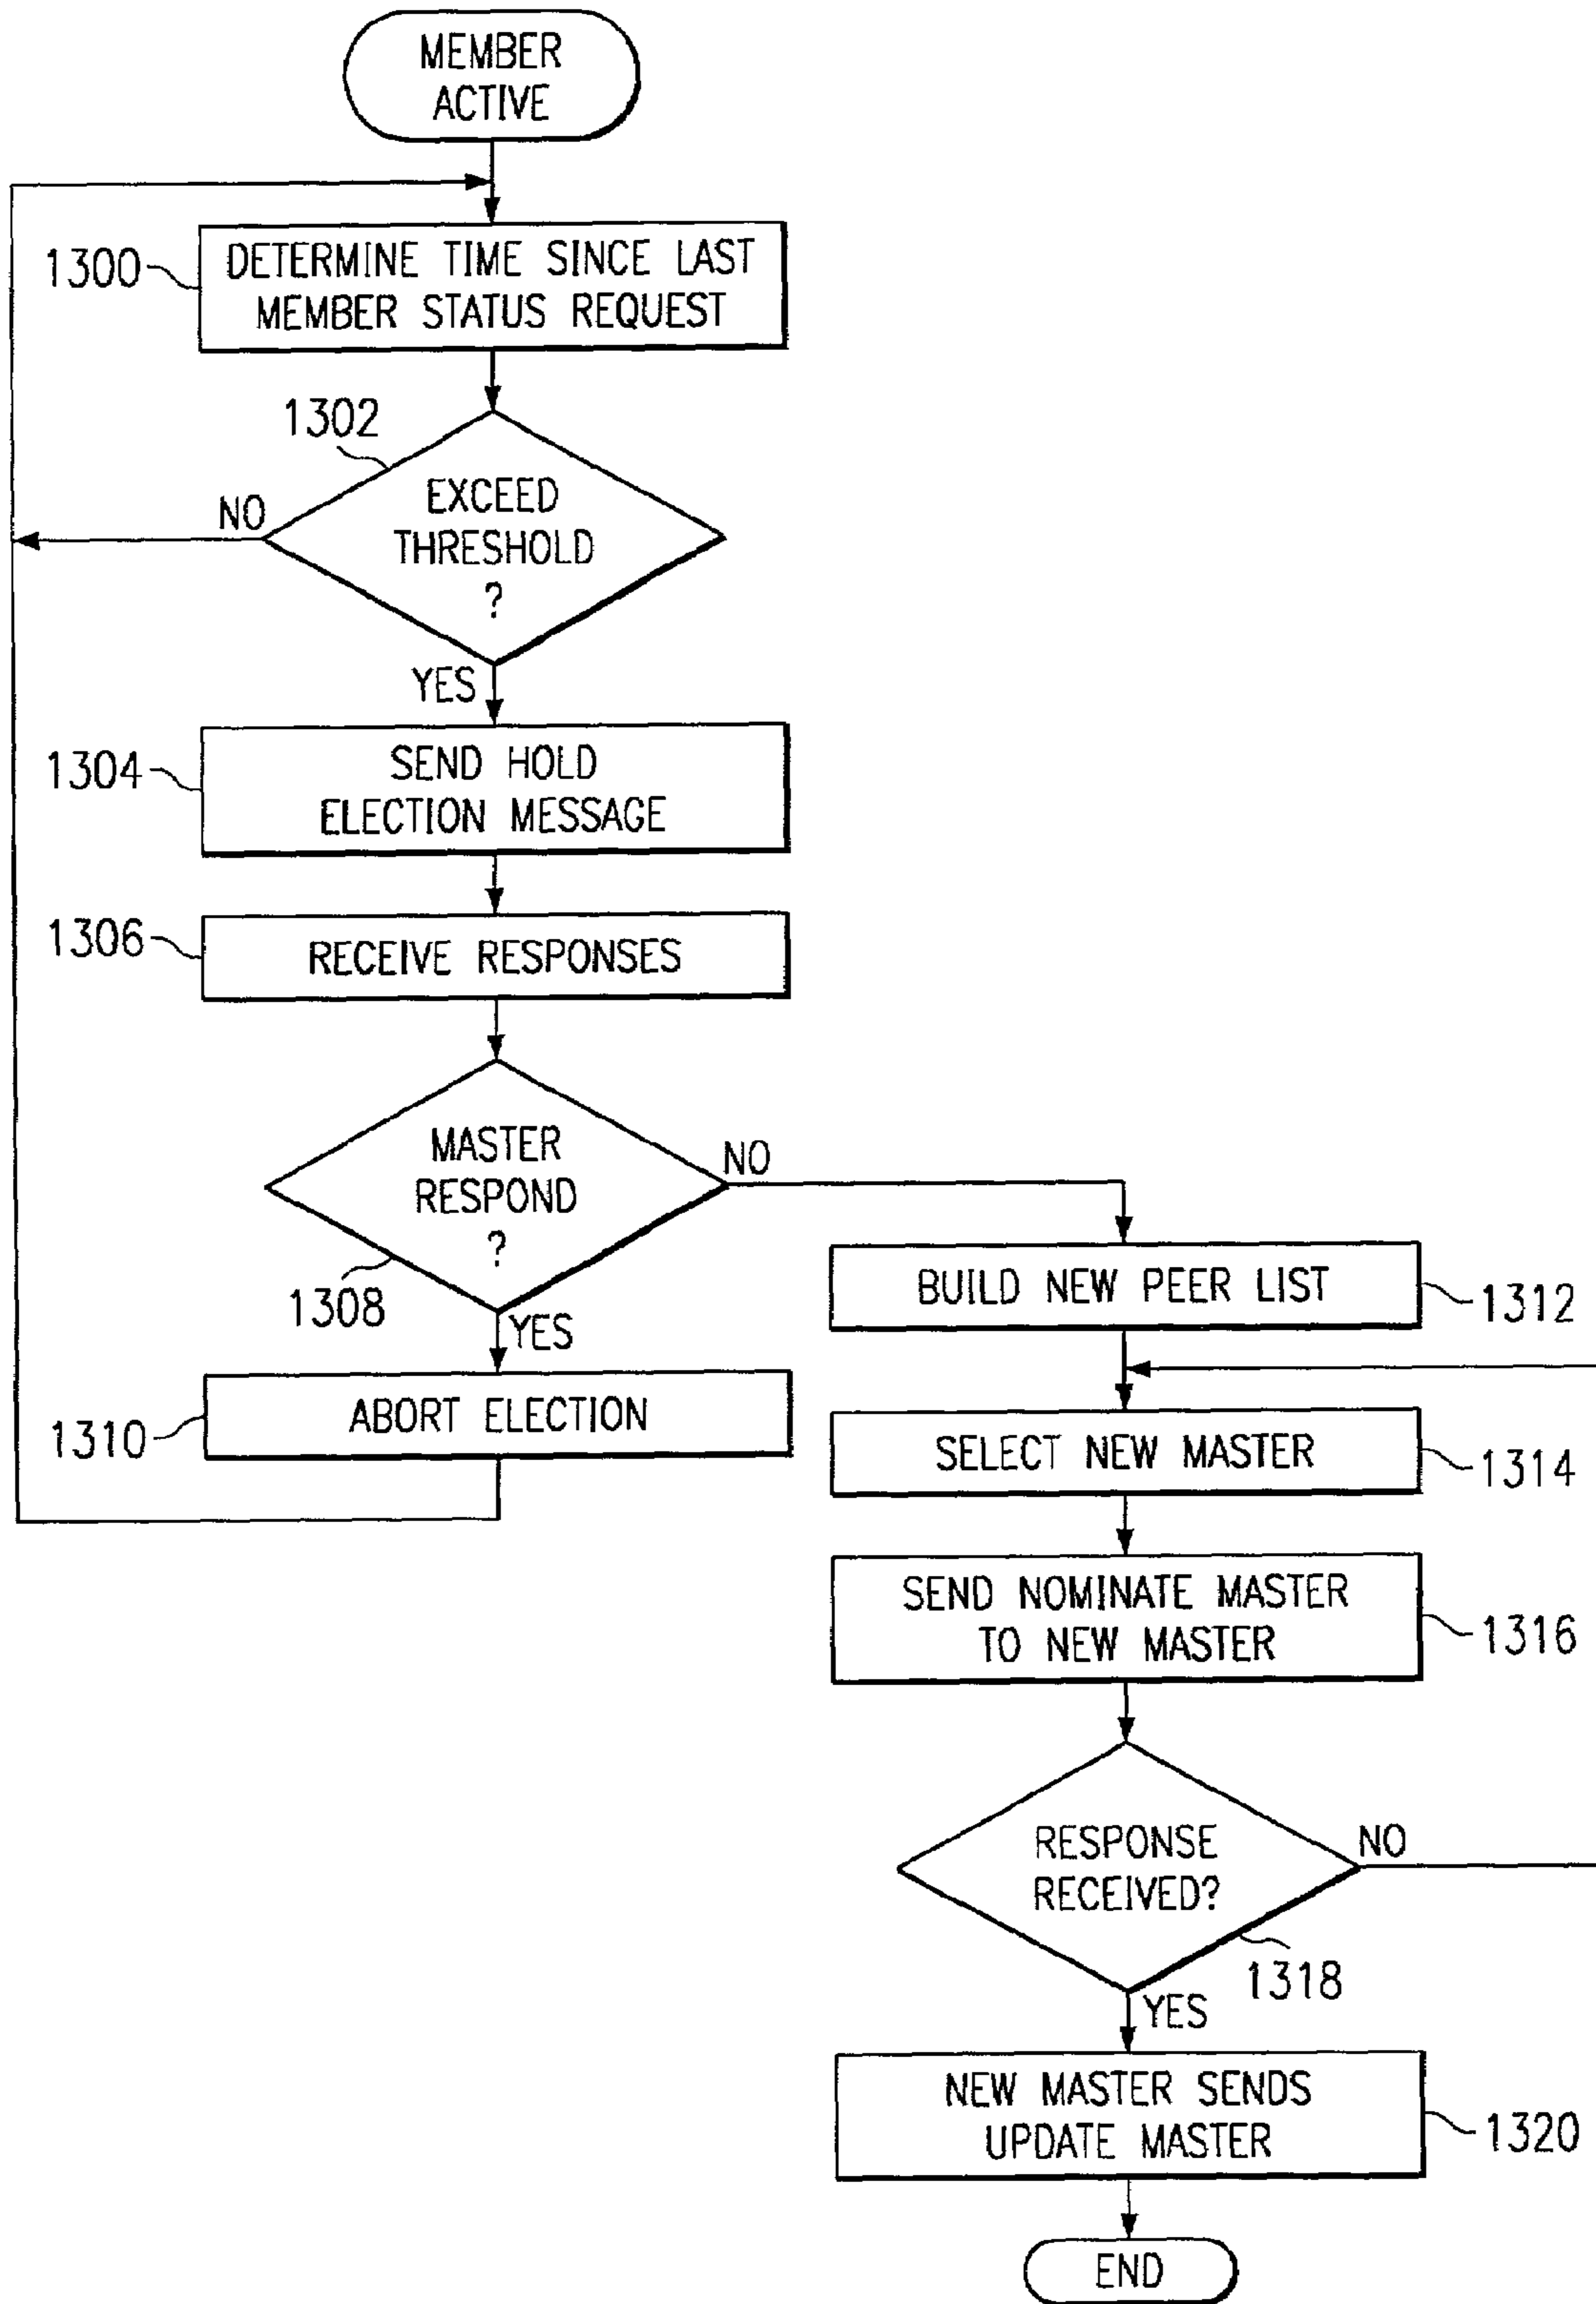 MEMBER
ACTIVE
1300
DETERMINE TIME SINCE LAST
MEMBER STATUS REQUEST
1302
EXCEED
THRESHOLD
?
NO
YES
1304
SEND HOLD
ELECTION MESSAGE
1306
RECEIVE RESPONSES
MASTER
RESPOND
?
NO
1308
YES
1310
ABORT ELECTION
BUILD NEW PEER LIST
1312
SELECT NEW MASTER
1314
SEND NOMINATE MASTER
TO NEW MASTER
1316
RESPONSE
RECEIVED?
NO
1318
YES
NEW MASTER SENDS
UPDATE MASTER
1320
END